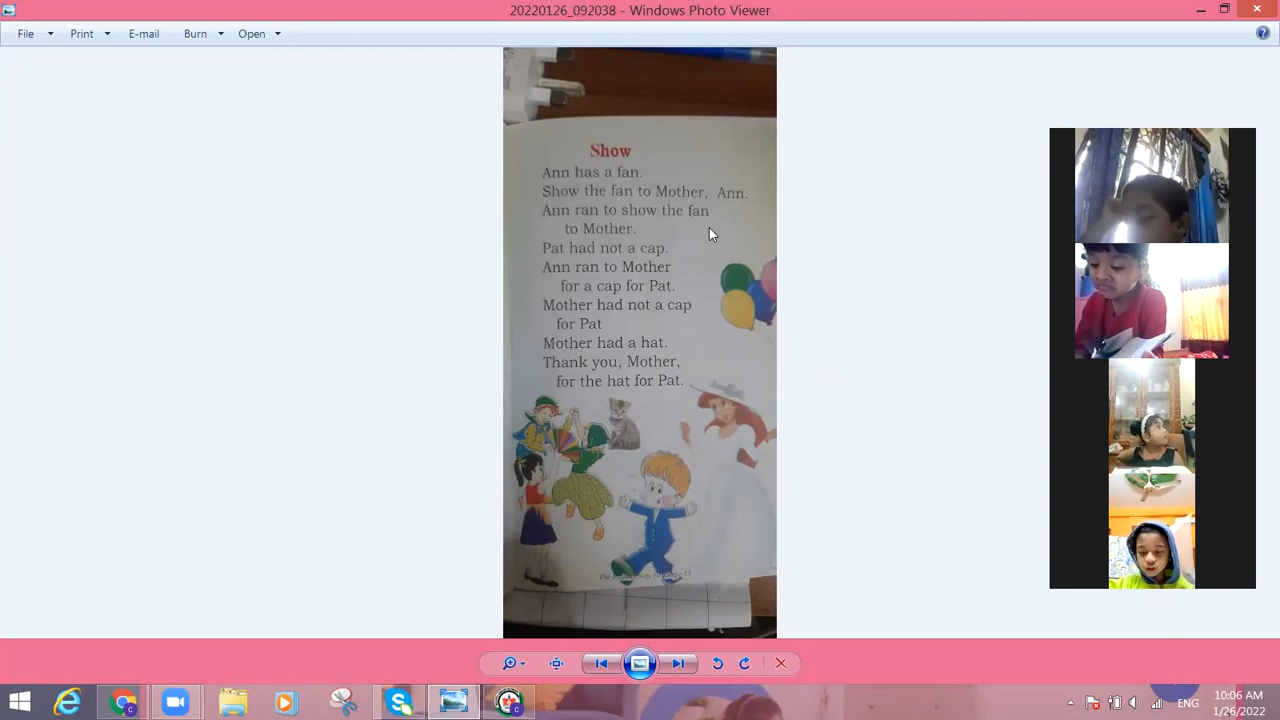 20220126_092038 - Windows Photo Viewer
File Print E-mail Burn Open
Show
Ann has a fan.
Show the fan to Mother, Ann.
Ann ran to show the fan
to Mother.
Pat had not a cap.
Ann ran to Mother
for a cap for Pat.
Mother had not a cap
for Pat
Mother had a hat.
Thank you, Mother,
for the hat for Pat.
ENG
10:06 AM
1/26/2022